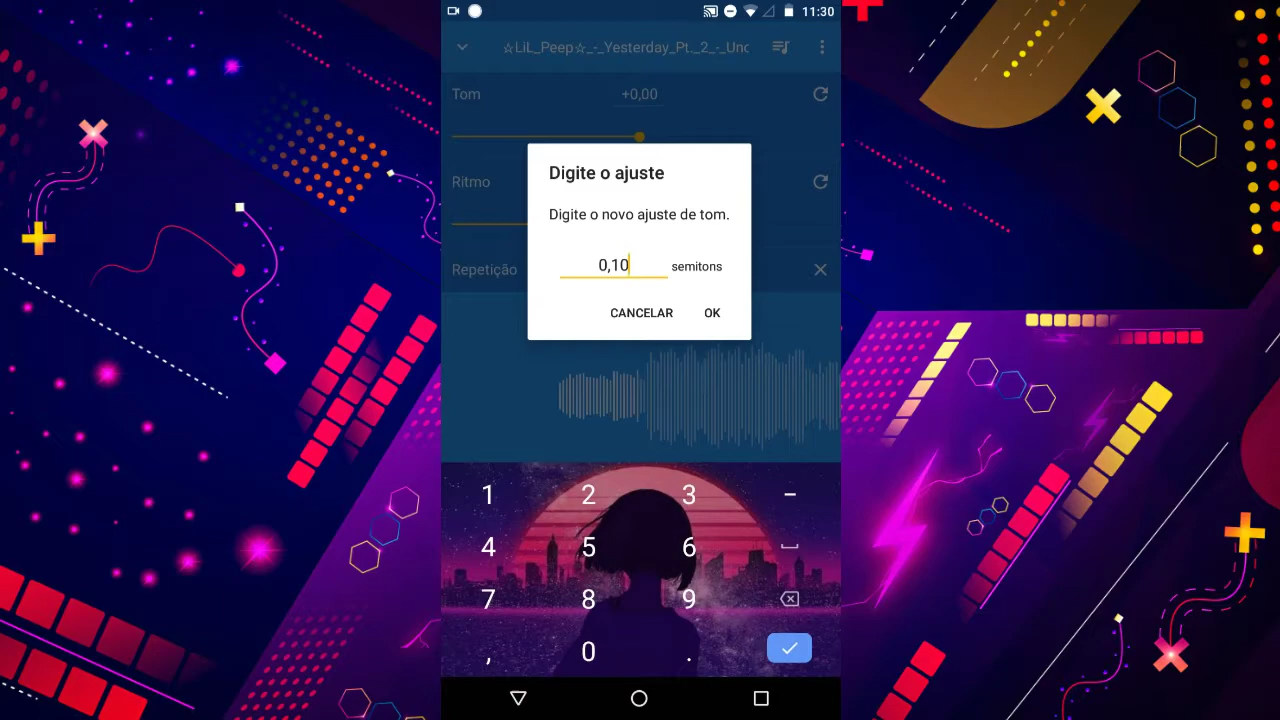 11:30
☆LiL_Peep☆_-_Yesterday_Pt._2_-_Unc
Tom +0,00
Ritmo
Repetição
Digite o ajuste
Digite o novo ajuste de tom.
0,10 semitons
CANCELAR OK
1 2 3 -
4 5 6
7 8 9
, 0 .